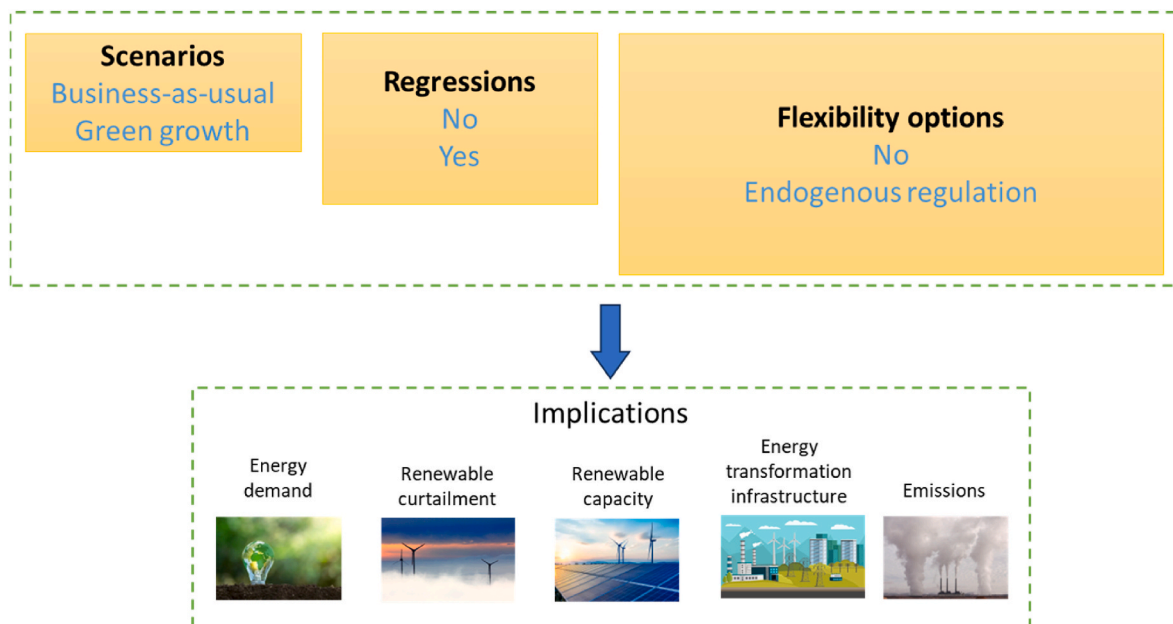 Scenarios
Business-as-usual
Green growth
Regressions
No
Yes
Flexibility options
No
Endogenous regulation
Implications
Energy
demand
Renewable
curtailment
Renewable
capacity
Energy
transformation
infrastructure
Emissions